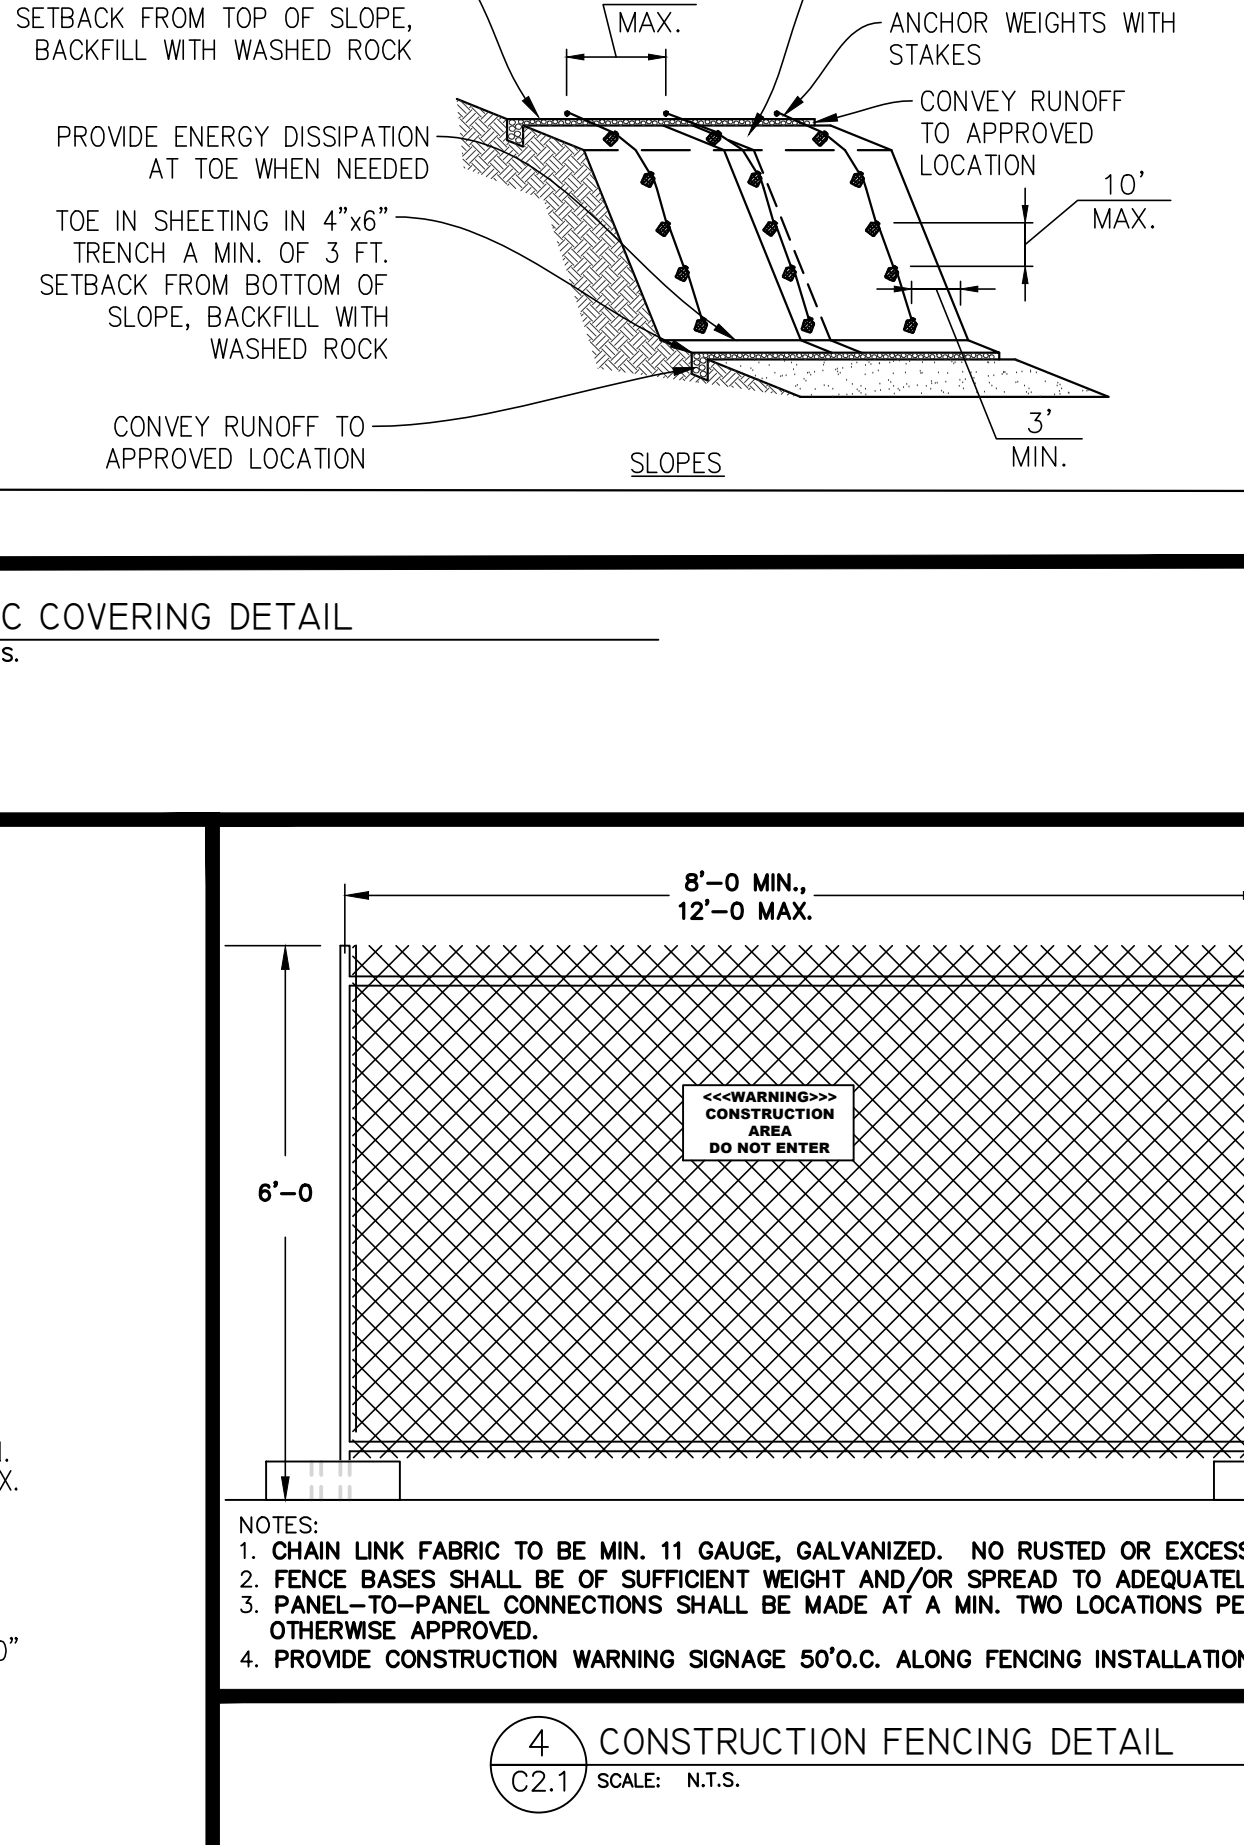 SETBACK FROM TOP OF SLOPE,
BACKFILL WITH WASHED ROCK
MAX.
ANCHOR WEIGHTS WITH
STAKES
CONVEY RUNOFF
TO APPROVED
LOCATION
PROVIDE ENERGY DISSIPATION
AT TOE WHEN NEEDED
10'
MAX.
TOE IN SHEETING IN 4"x6"
TRENCH A MIN. OF 3 FT.
SETBACK FROM BOTTOM OF
SLOPE, BACKFILL WITH
WASHED ROCK
CONVEY RUNOFF TO
APPROVED LOCATION
3'
MIN.
SLOPES
C COVERING DETAIL
S.
8'-0 MIN.,
12'-0 MAX.
<<<WARNING>>>
CONSTRUCTION
AREA
DO NOT ENTER
6'-0
X.
0"
NOTES:
1. CHAIN LINK FABRIC TO BE MIN. 11 GAUGE, GALVANIZED. NO RUSTED OR EXCESS
2. FENCE BASES SHALL BE OF SUFFICIENT WEIGHT AND/OR SPREAD TO ADEQUATEL
3. PANEL-TO-PANEL CONNECTIONS SHALL BE MADE AT A MIN. TWO LOCATIONS PE
OTHERWISE APPROVED.
4. PROVIDE CONSTRUCTION WARNING SIGNAGE 50'O.C. ALONG FENCING INSTALLATION
4
C2.1
CONSTRUCTION FENCING DETAIL
SCALE: N.T.S.